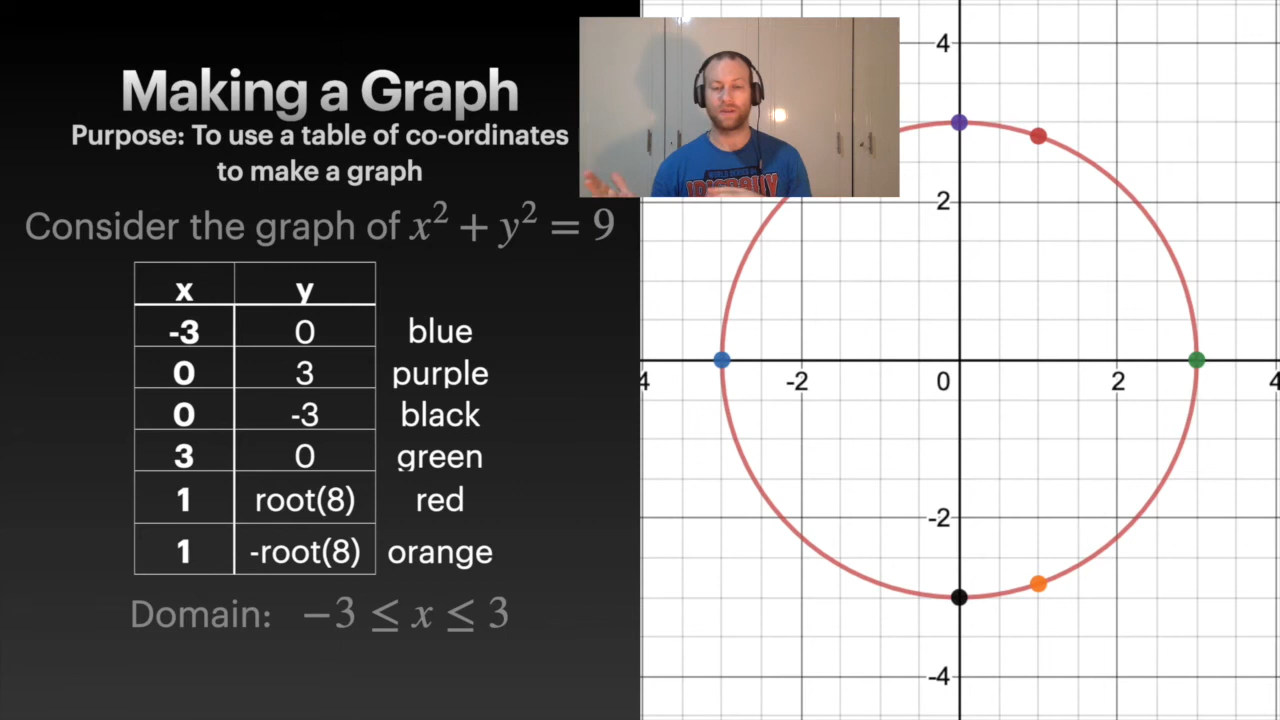 Making a Graph
Purpose: To use a table of co-ordinates
to make a graph
Consider the graph of x² + y² = 9
x y
-3 0 blue
0 3 purple
0 -3 black
3 0 green
1 root(8) red
1 -root(8) orange
Domain: −3 ≤ x ≤ 3
4
2
4 -2 0 2 4
-2
-4